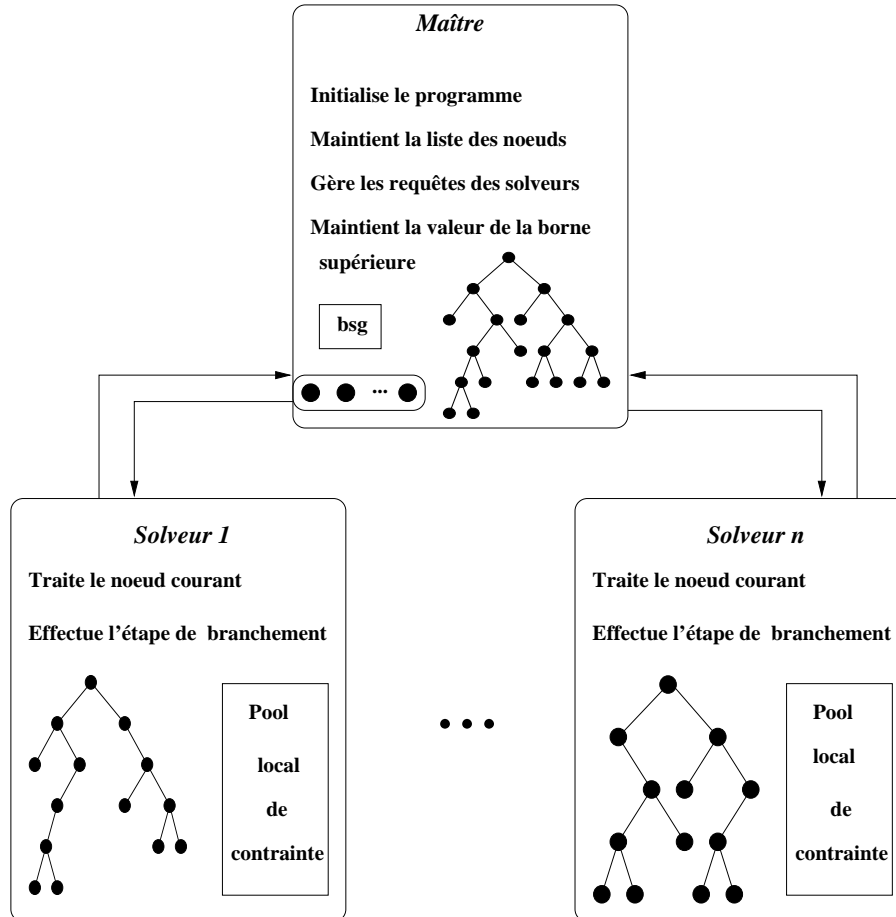 Maître
Initialise le programme
Maintient la liste des noeuds
Gère les requêtes des solveurs
Maintient la valeur de la borne
supérieure
bsg
...
Solveur 1
Traite le noeud courant
Effectue l'étape de branchement
Pool
local
de
contrainte
Solveur n
Traite le noeud courant
Effectue l'étape de branchement
Pool
local
de
contrainte